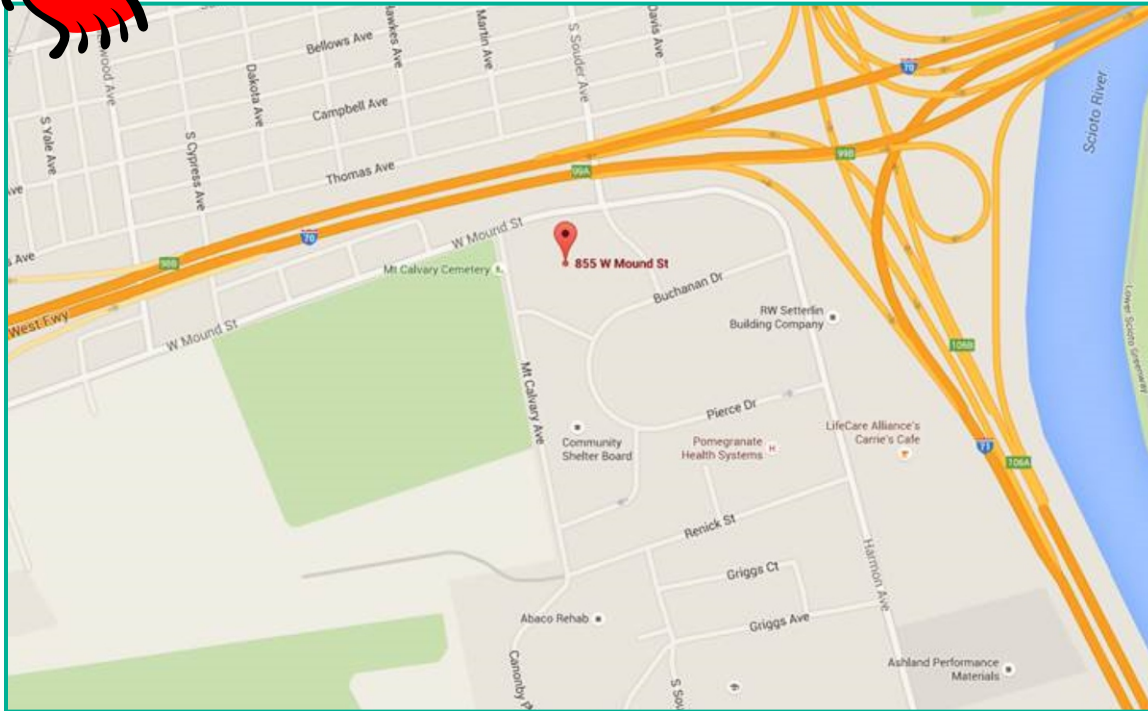 Bellows Ave
Hawkes Ave
Martin Ave
S Souder Ave
Davis Ave
70
Scioto River
Dakota Ave
Campbell Ave
S Yale Ave
S Cypress Ave
Thomas Ave
99A
99B
Ave
s Ave
70
W Mound St
98B
Mt Calvary Cemetery
855 W Mound St
Buchanan Dr
West Fwy
W Mound St
RW Setterlin
Building Company
Lower Scioto Greenway
106B
Mt Calvary Ave
Pierce Dr
Community
Shelter Board
Pomegranate
Health Systems
H
LifeCare Alliance's
Carrie's Cafe
71
106A
Renick St
Griggs Ct
Harmon Ave
Abaco Rehab
Griggs Ave
Canonby Pl
S Sou
Ashland Performance
Materials